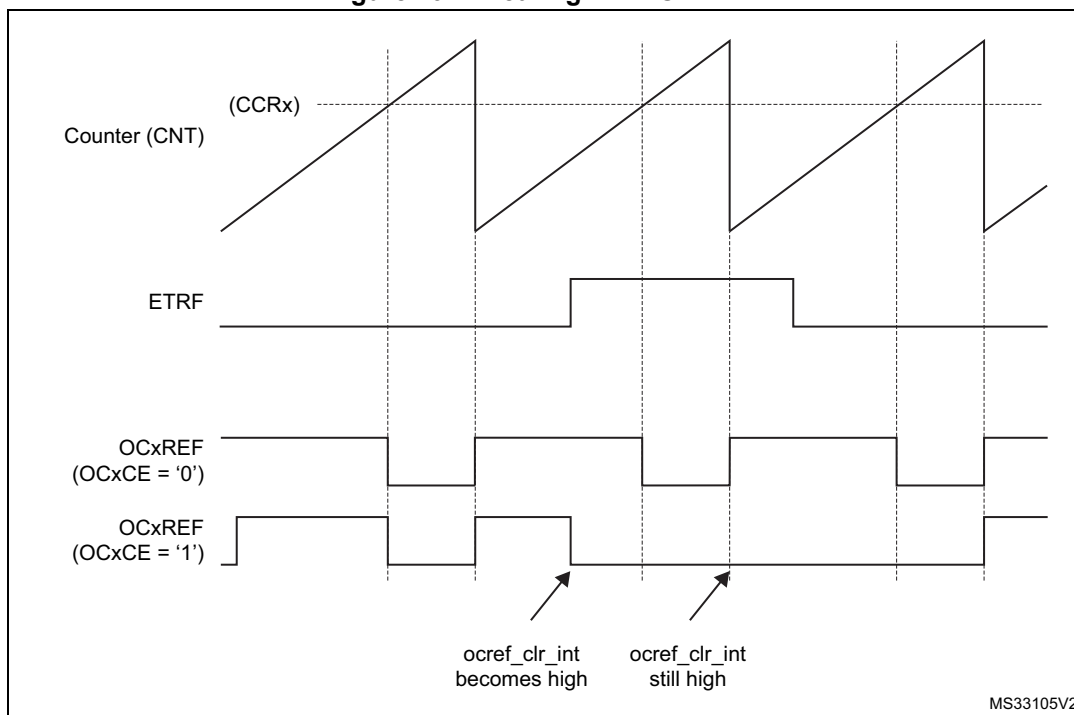 (CCRx)
Counter (CNT)
ETRF
OCxREF
(OCxCE = ‘0’)
OCxREF
(OCxCE = ‘1’)
ocref_clr_int
becomes high
ocref_clr_int
still high
MS33105V2